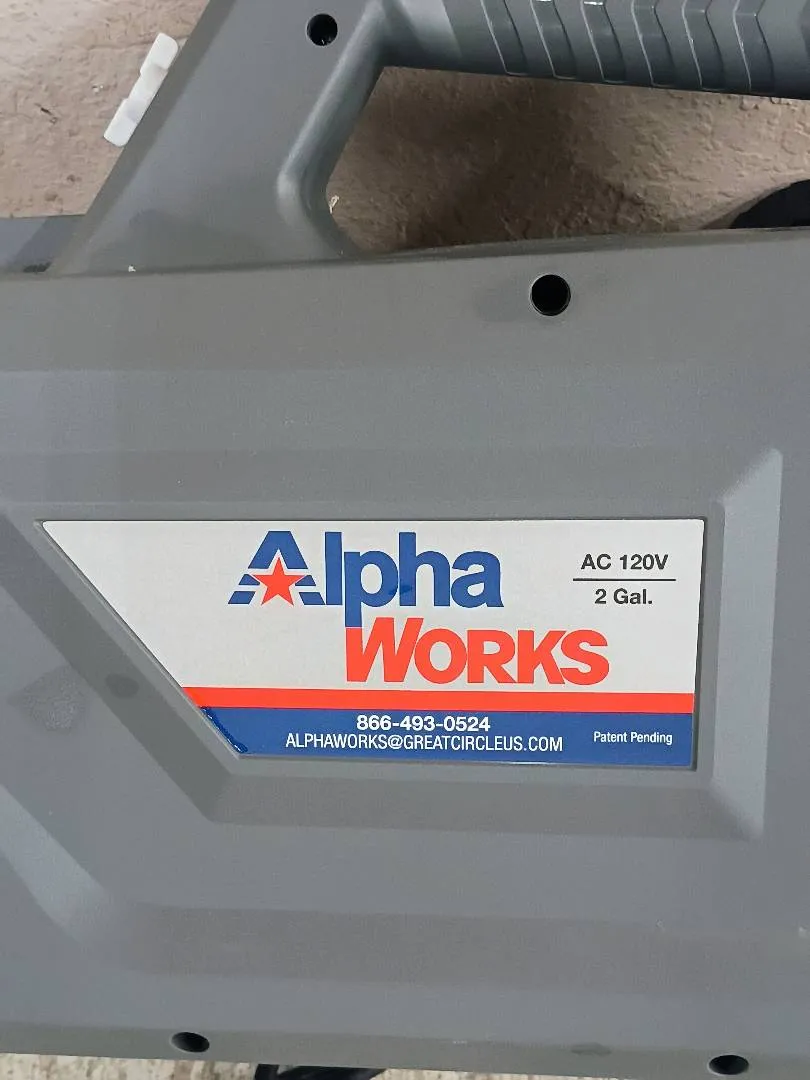 Alpha
WORKS
AC 120V
2 Gal.
866-493-0524
ALPHAWORKS@GREATCIRCLEUS.COM
Patent Pending